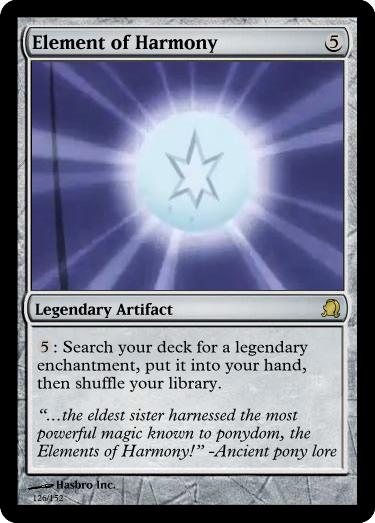 Element of Harmony 5
Legendary Artifact
5: Search your deck for a legendary
enchantment, put it into your hand,
then shuffle your library.
“...the eldest sister harnessed the most
powerful magic known to ponydom, the
Elements of Harmony!” -Ancient pony lore
Hasbro Inc.
126/152